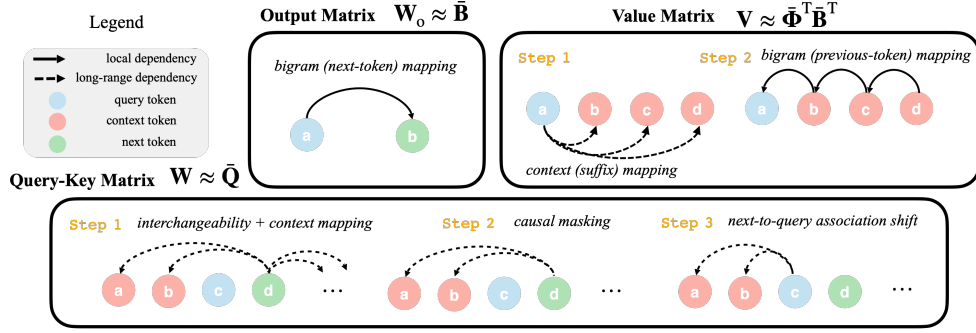 Legend
local dependency
long-range dependency
query token
context token
next token
Output Matrix W₀ ≈ B̄
bigram (next-token) mapping
a b
Value Matrix V ≈ Φ̄ᵀB̄ᵀ
Step 1
a b c d
context (suffix) mapping
Step 2 bigram (previous-token) mapping
a b c d
Query-Key Matrix W ≈ Q̄
Step 1 interchangeability + context mapping
a b c d ...
Step 2 causal masking
a b c d ...
Step 3 next-to-query association shift
a b c d ...